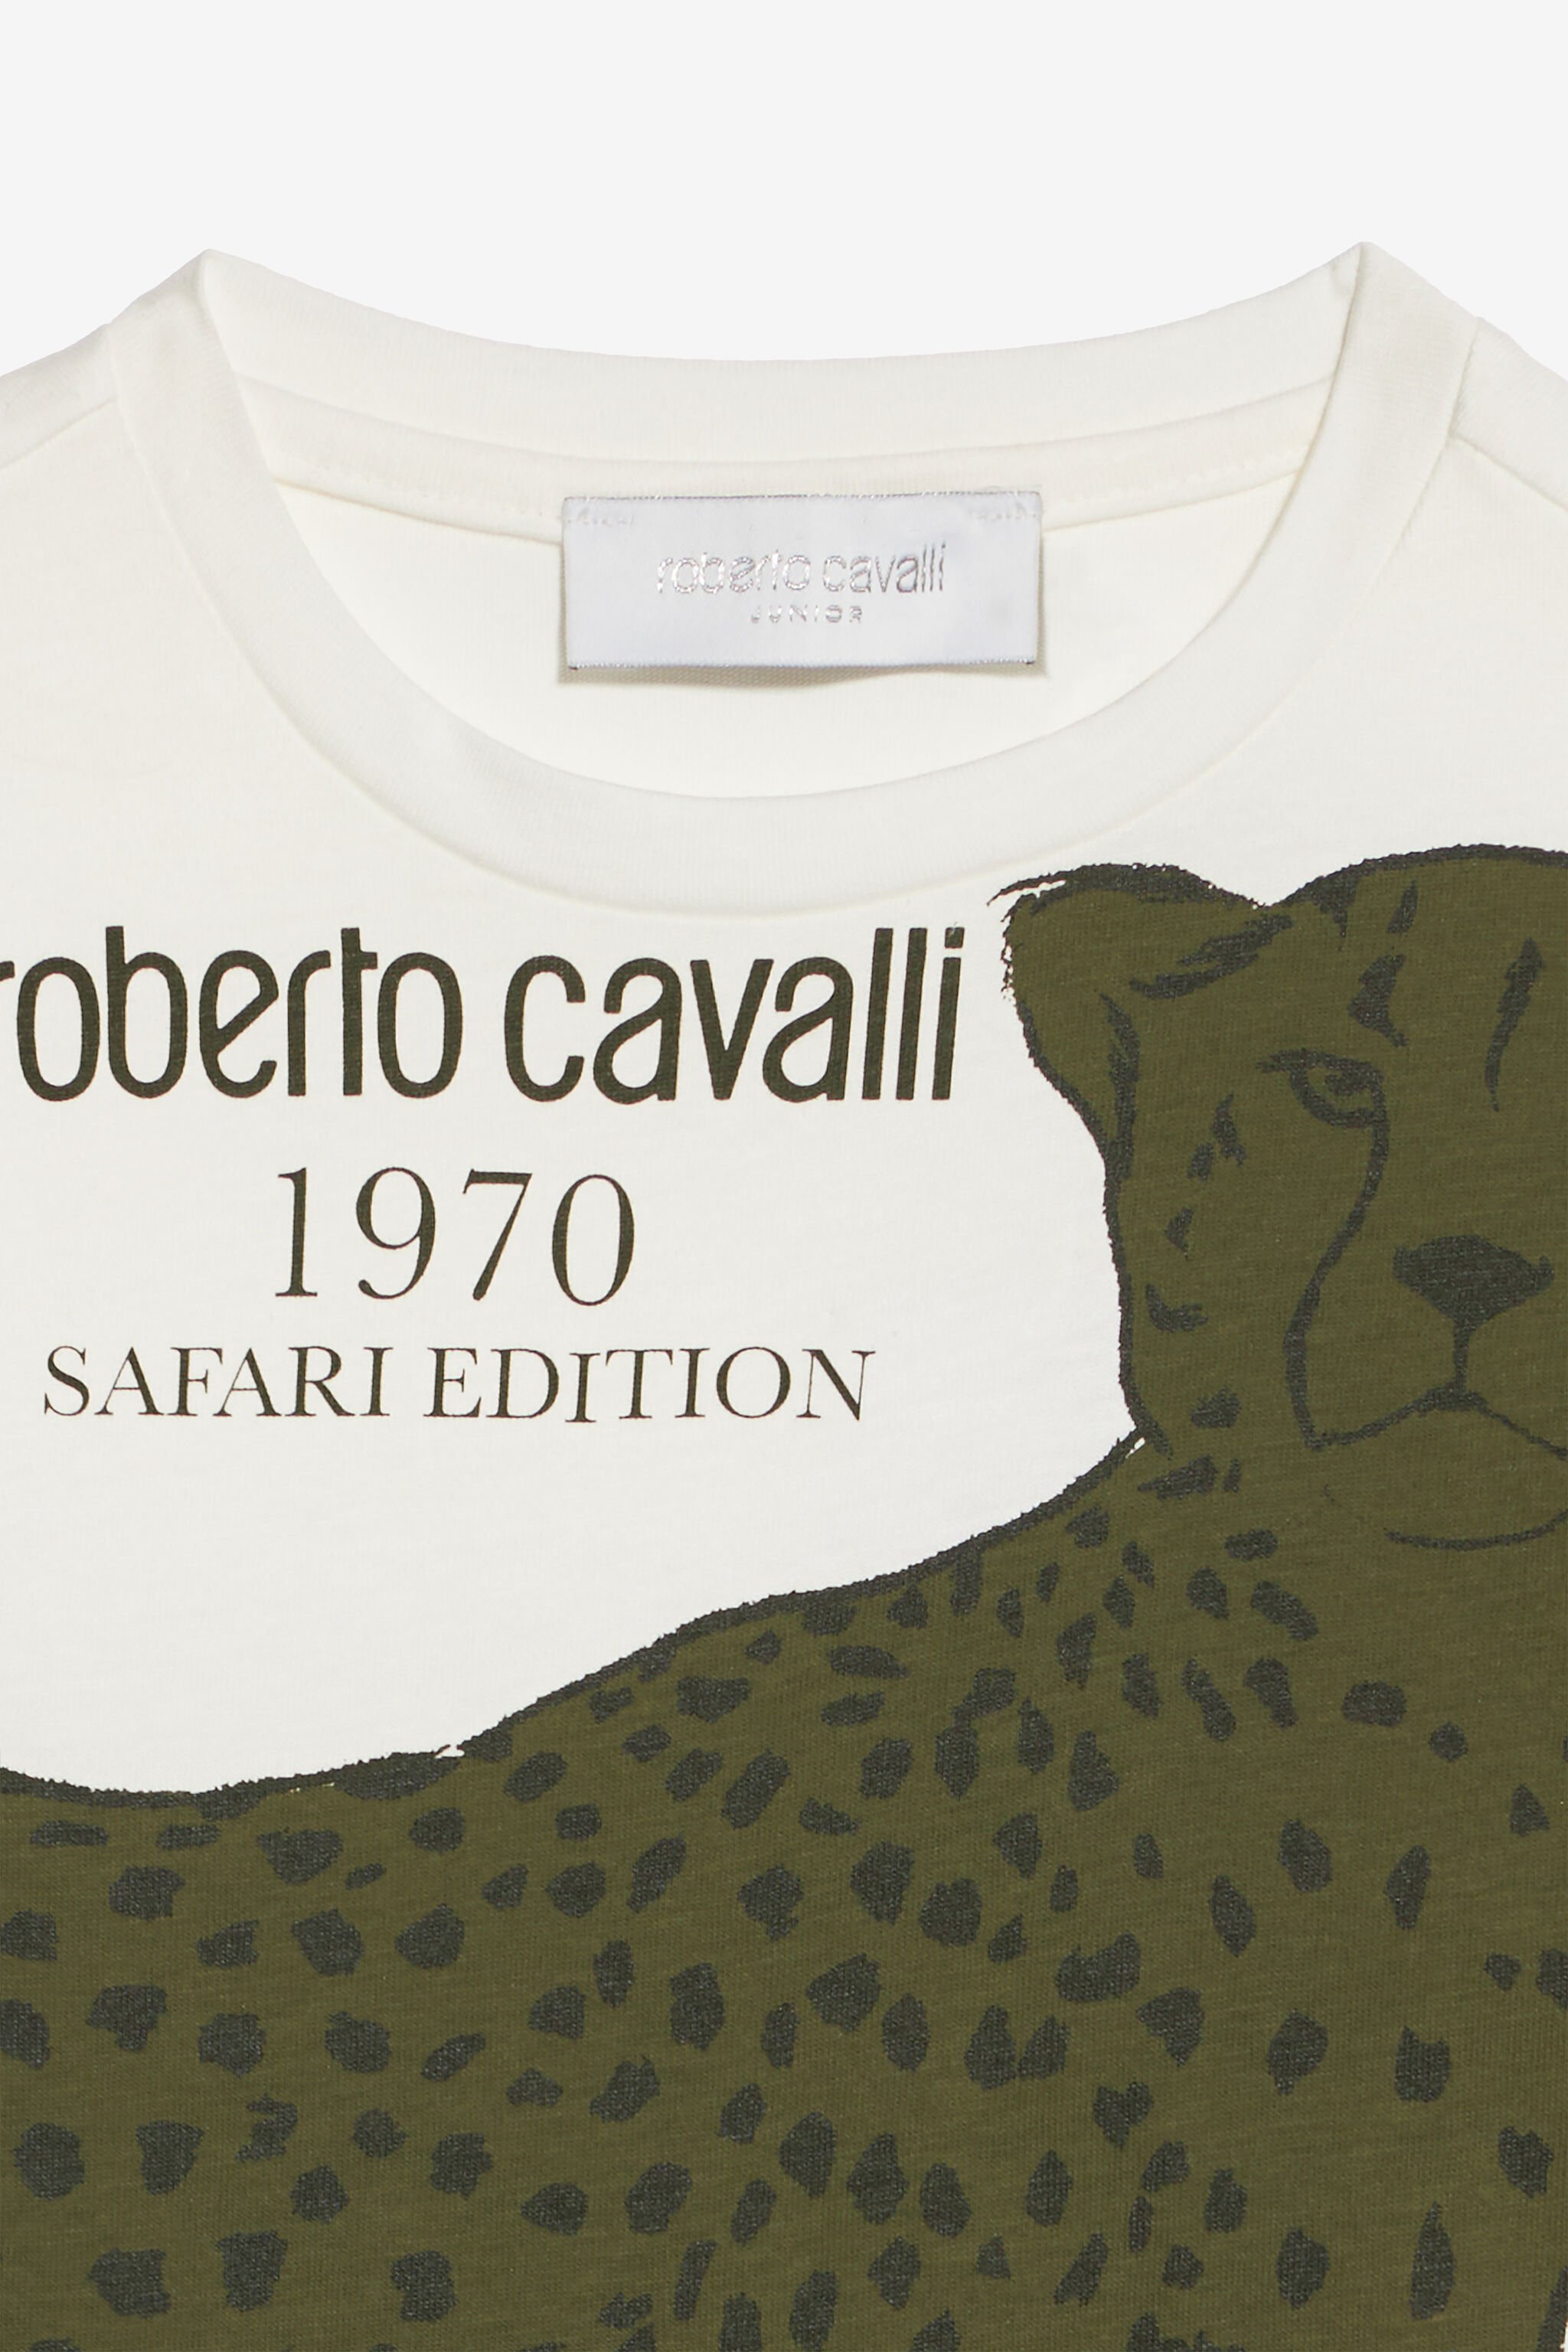 roberto cavalli
JUNIOR
roberto cavalli
1970
SAFARI EDITION